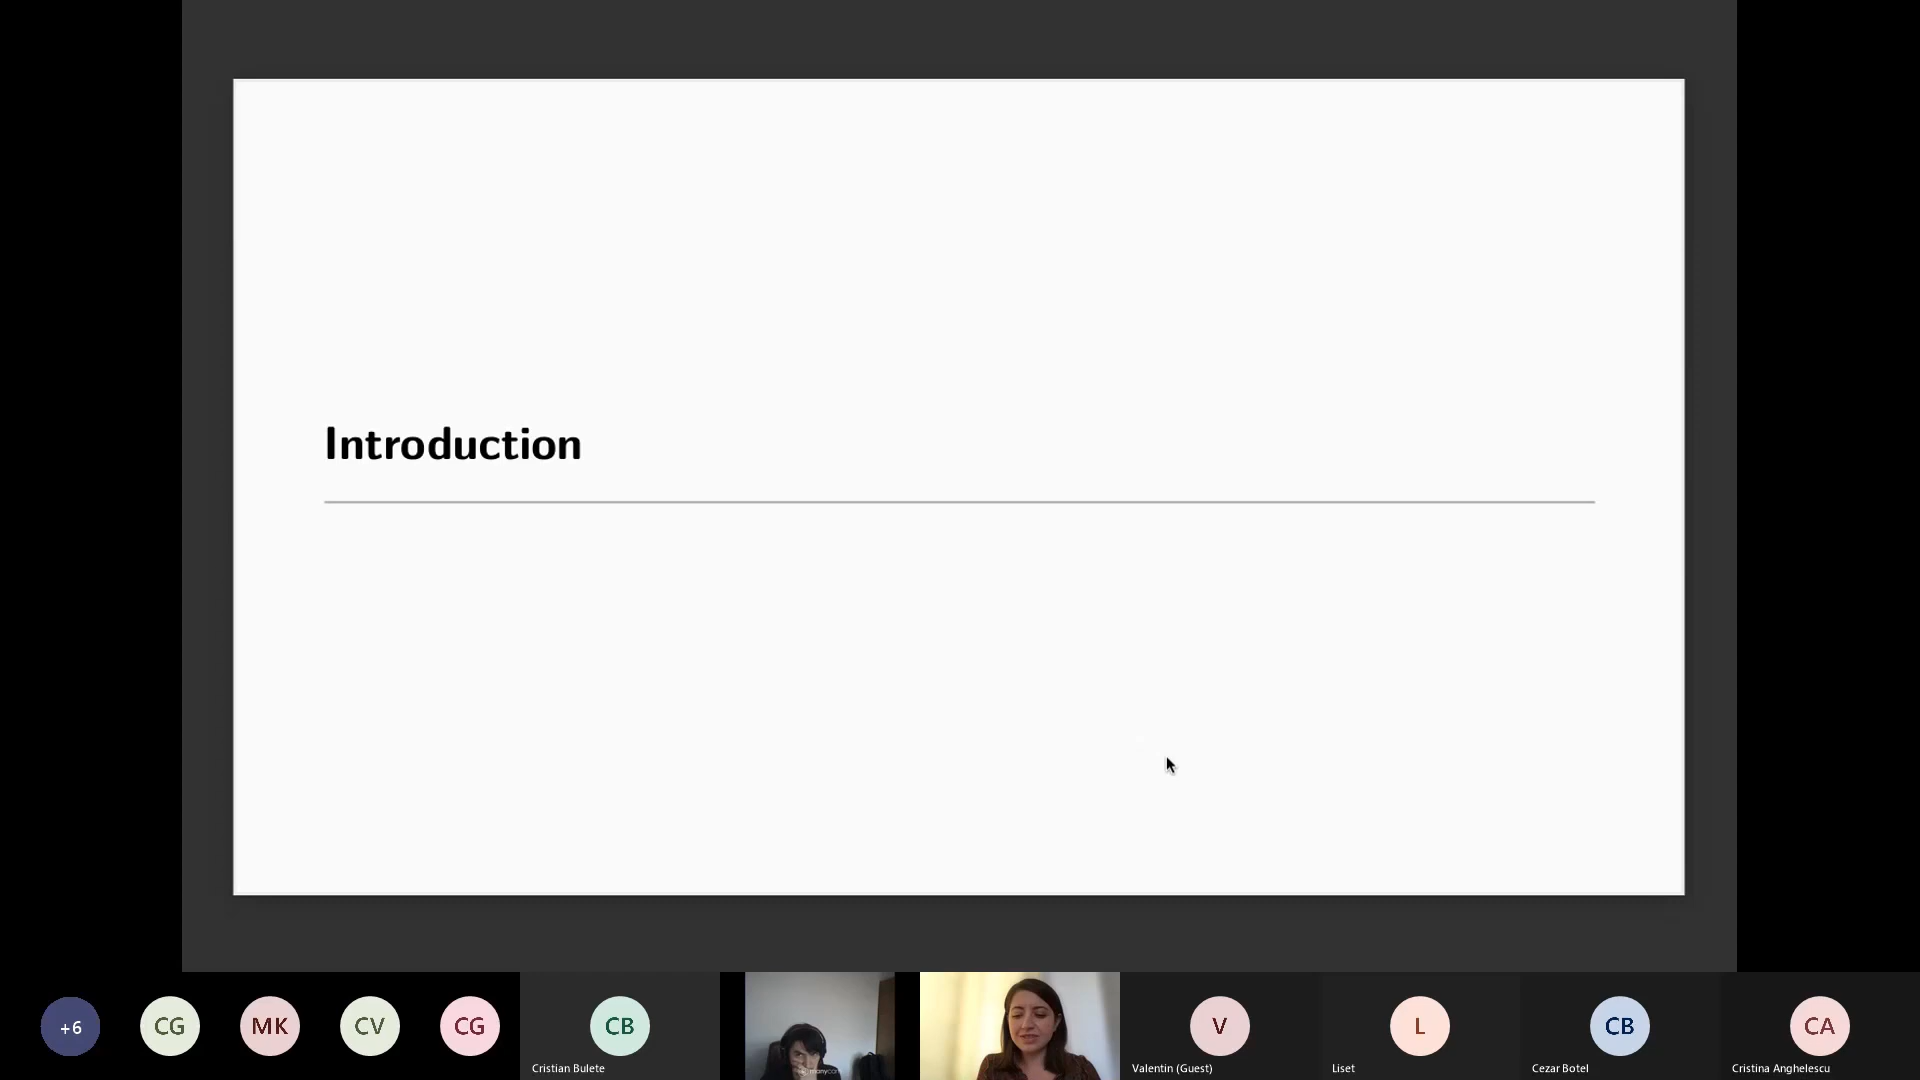 Introduction
+6
CG
MK
CV
CG
CB
Cristian Bulete
V
Valentin (Guest)
L
Liset
CB
Cezar Botel
CA
Cristina Anghelescu